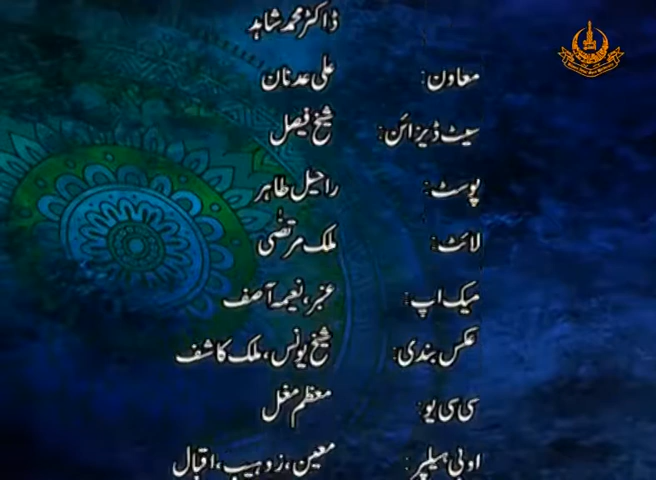 ڈاکٹر محمد شاہد
معاون: علی عدنان
سیٹ ڈیزائن: شیخ فیصل
پوسٹ: راحیل طاہر
لائٹ: ملک مرتضٰی
میک اپ: عنبر، نعیمہ آصف
عکس بندی: شیخ یونس، ملک کاشف
سی سی یو: معظم مغل
او بی ہیلپر: معین، زوہیب، اقبال